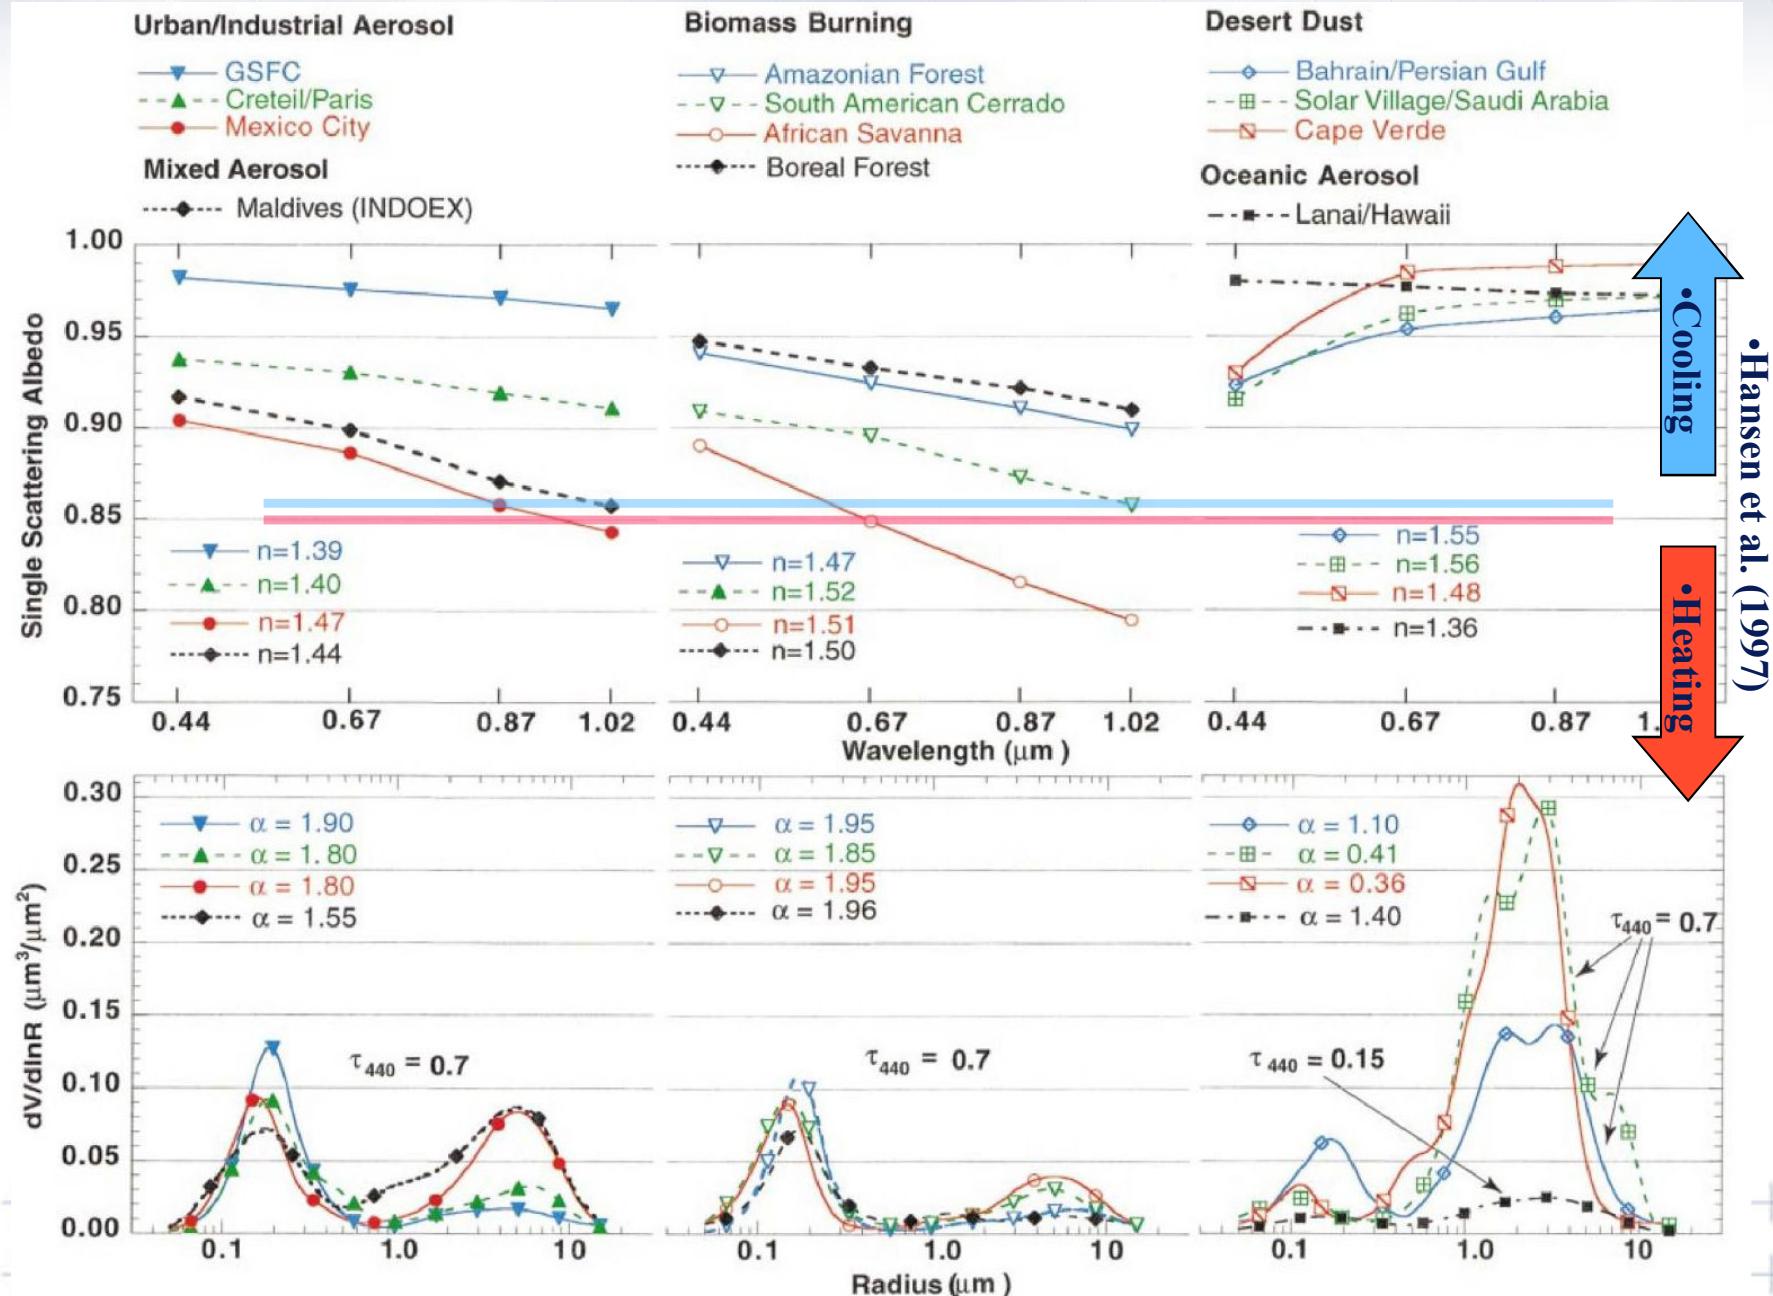 Urban/Industrial Aerosol
GSFC
Creteil/Paris
Mexico City
Mixed Aerosol
Maldives (INDOEX)
Biomass Burning
Amazonian Forest
South American Cerrado
African Savanna
Boreal Forest
Desert Dust
Bahrain/Persian Gulf
Solar Village/Saudi Arabia
Cape Verde
Oceanic Aerosol
Lanai/Hawaii
Single Scattering Albedo
1.00
0.95
0.90
0.85
0.80
0.75
n=1.39
n=1.40
n=1.47
n=1.44
n=1.47
n=1.52
n=1.51
n=1.50
n=1.55
n=1.56
n=1.48
n=1.36
•Cooling
•Heating
•Hansen et al. (1997)
0.44 0.67 0.87 1.02
0.44 0.67 0.87 1.02
0.44 0.67 0.87
Wavelength (μm )
dV/dlnR (μm³/μm²)
0.30
0.25
0.20
0.15
0.10
0.05
0.00
α = 1.90
α = 1.80
α = 1.80
α = 1.55
τ440 = 0.7
α = 1.95
α = 1.85
α = 1.95
α = 1.96
τ440 = 0.7
α = 1.10
α = 0.41
α = 0.36
α = 1.40
τ440 = 0.7
τ440 = 0.15
0.1 1.0 10
0.1 1.0 10
0.1 1.0 10
Radius (μm )